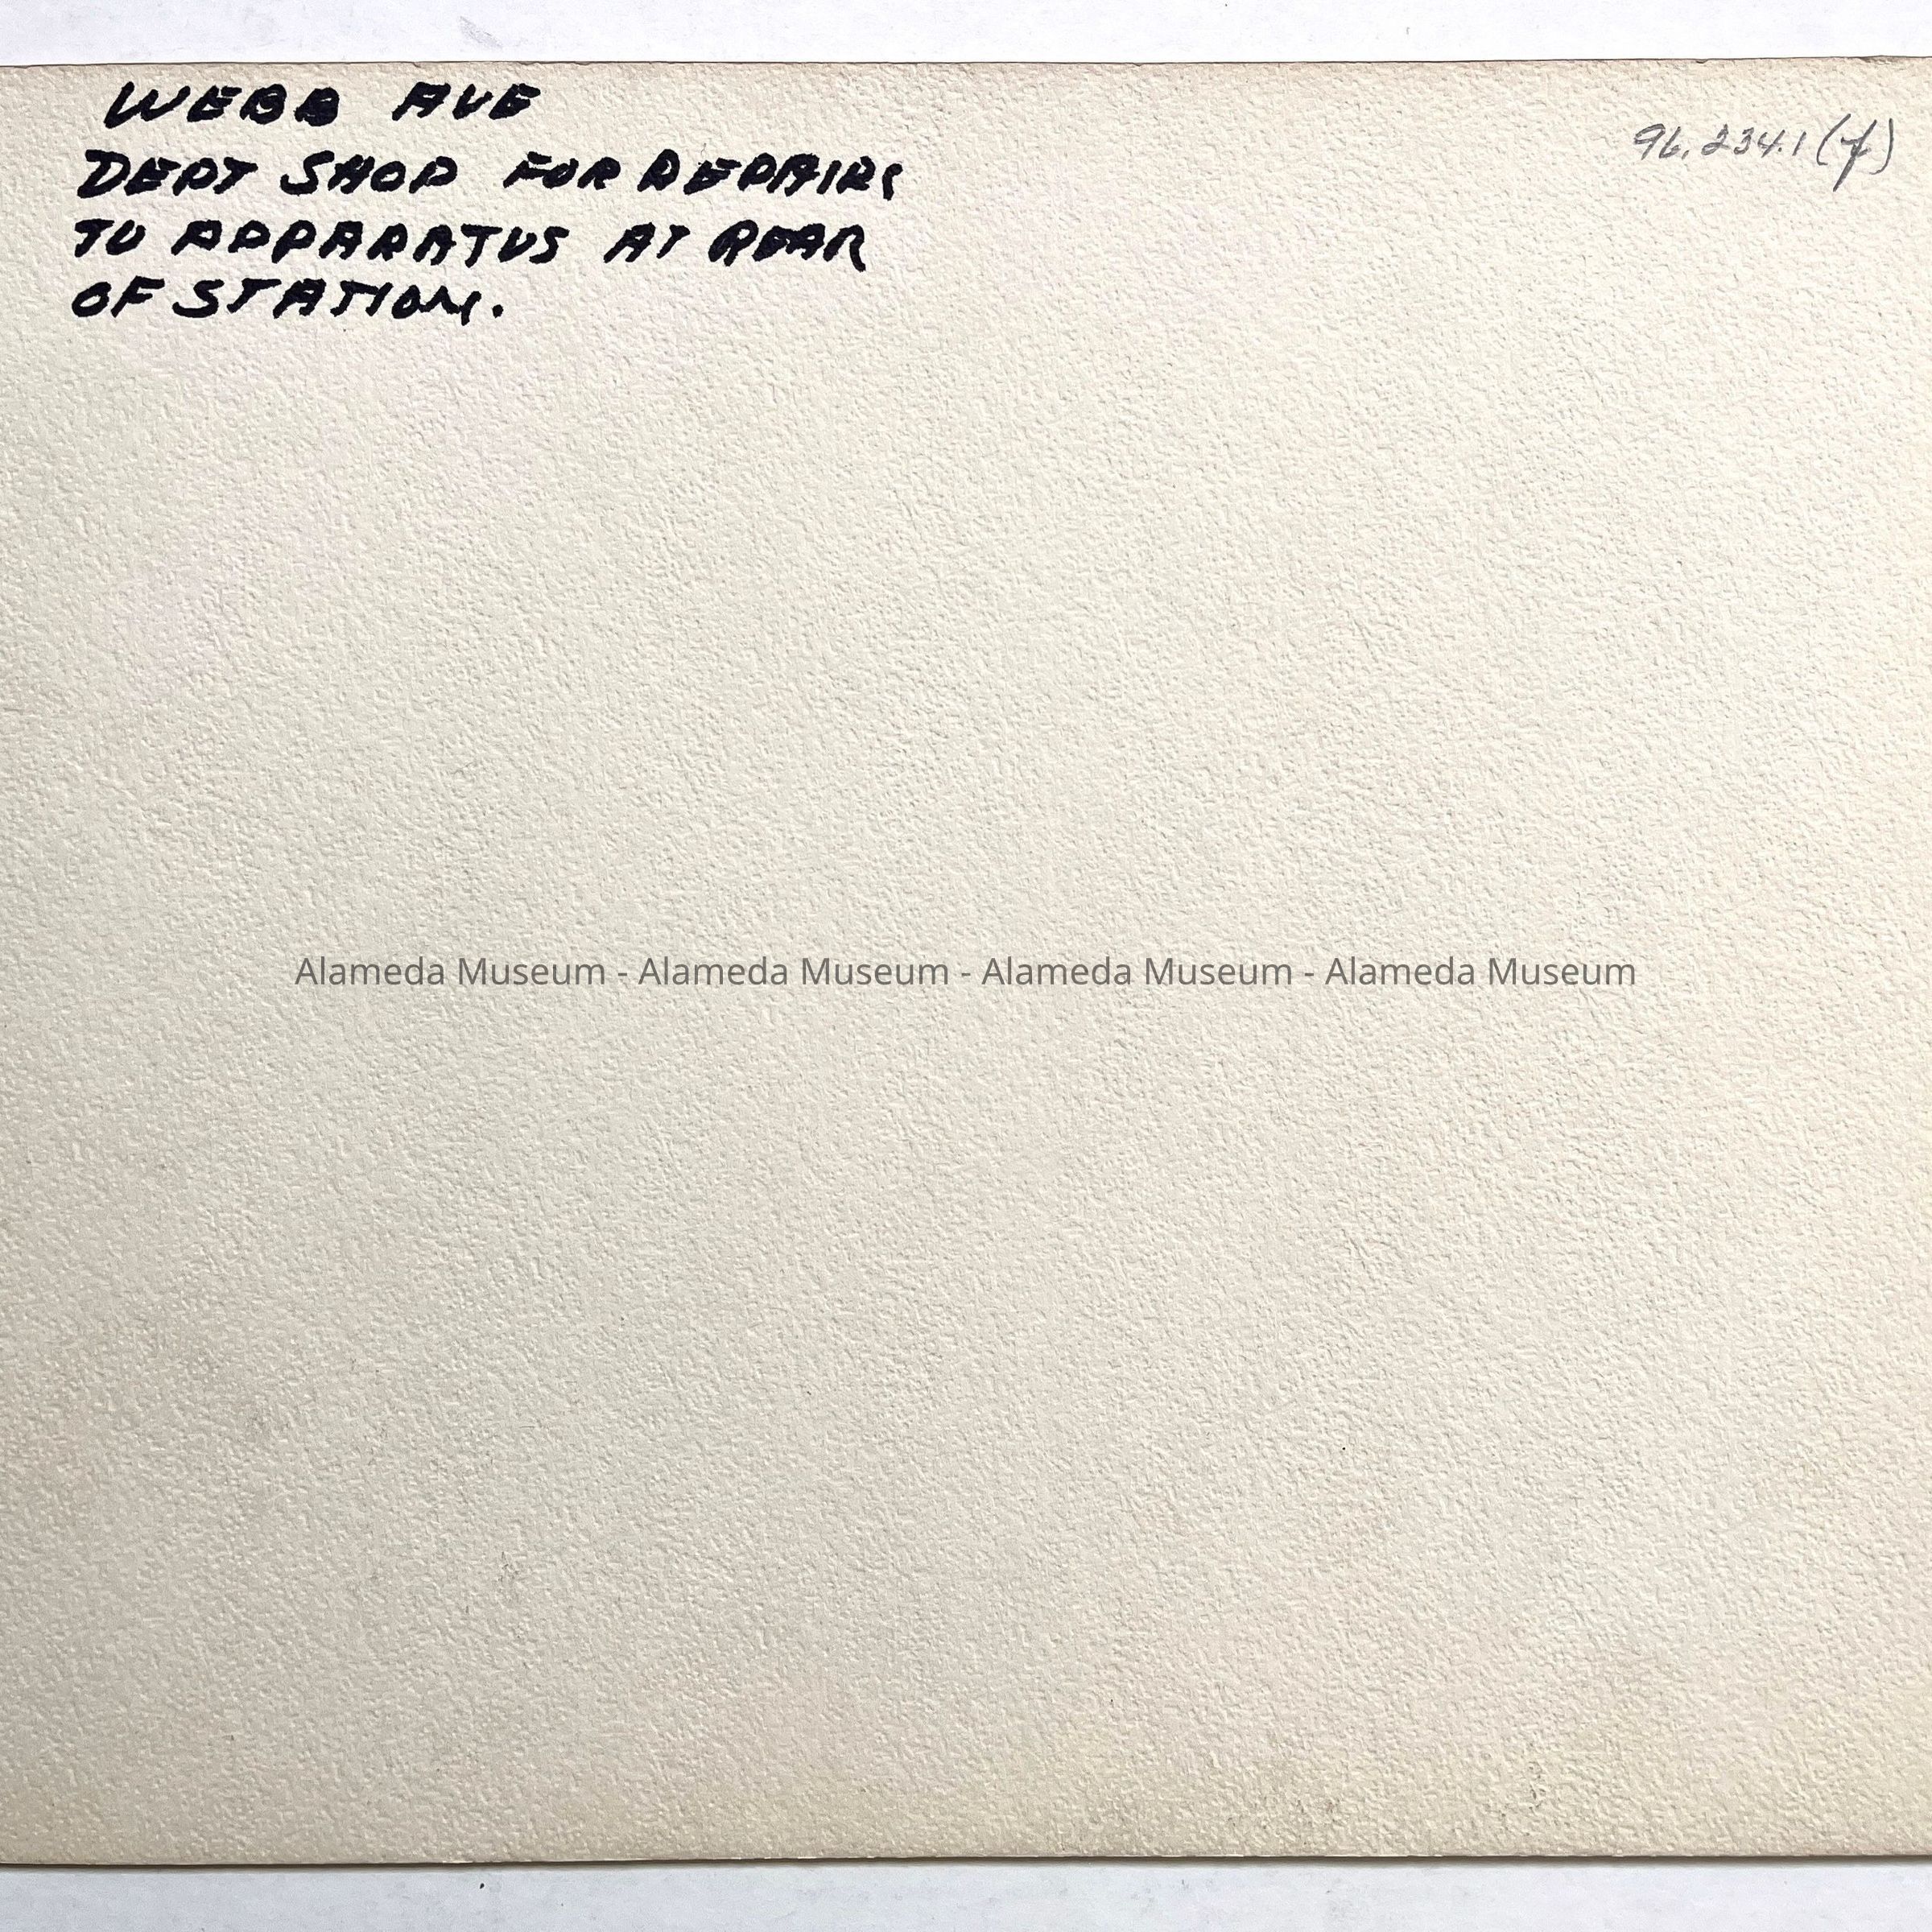 WEBB AVE
DEPT SHOP FOR REPAIRS
TO APPARATUS AT REAR
OF STATION.
96.234.1 (f)
Alameda Museum - Alameda Museum - Alameda Museum - Alameda Museum